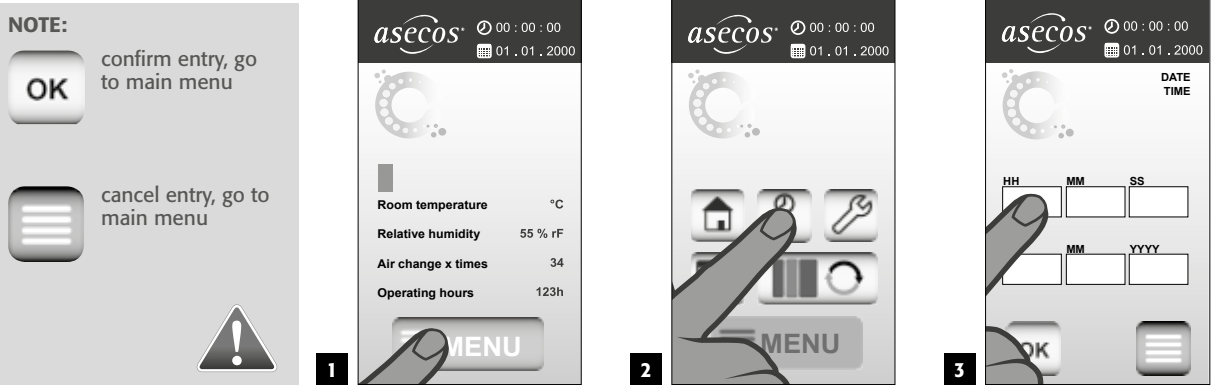 NOTE:
OK
confirm entry, go
to main menu
cancel entry, go to
main menu
1
asecos
00 : 00 : 00
01 . 01 . 2000
Room temperature °C
Relative humidity 55 % rF
Air change x times 34
Operating hours 123h
MENU
2
asecos
00 : 00 : 00
01 . 01 . 2000
MENU
3
asecos
00 : 00 : 00
01 . 01 . 2000
DATE
TIME
HH MM SS
MM YYYY
OK